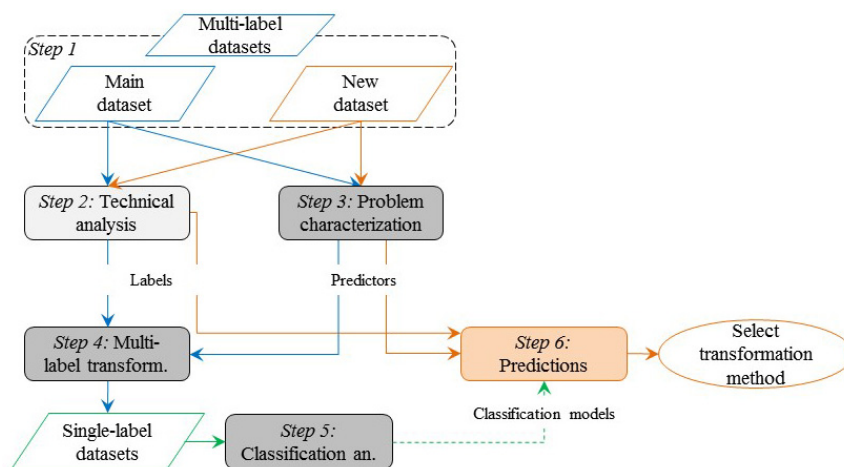 Multi-label
datasets
Step 1
Main
dataset
New
dataset
Step 2: Technical
analysis
Step 3: Problem
characterization
Labels
Predictors
Step 4: Multi-
label transform.
Step 6:
Predictions
Select
transformation
method
Single-label
datasets
Step 5:
Classification an.
Classification models